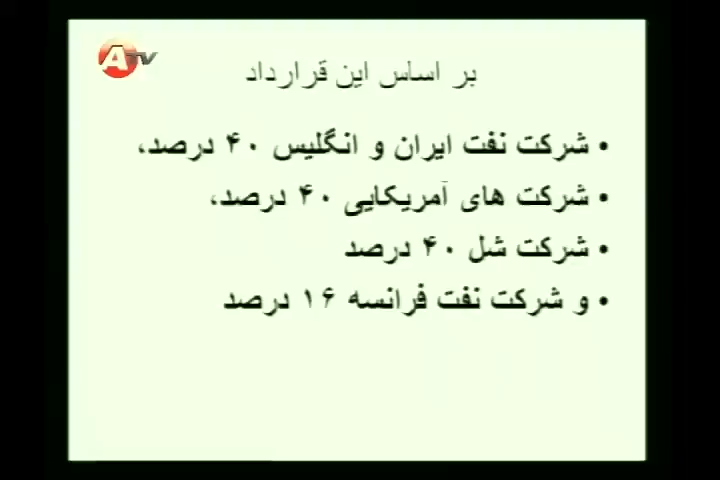 ATV
بر اساس این قرارداد
• شرکت نفت ایران و انگلیس ۴۰ درصد،
• شرکت های آمریکایی ۴۰ درصد،
• شرکت شل ۴۰ درصد
• و شرکت نفت فرانسه ۱۶ درصد